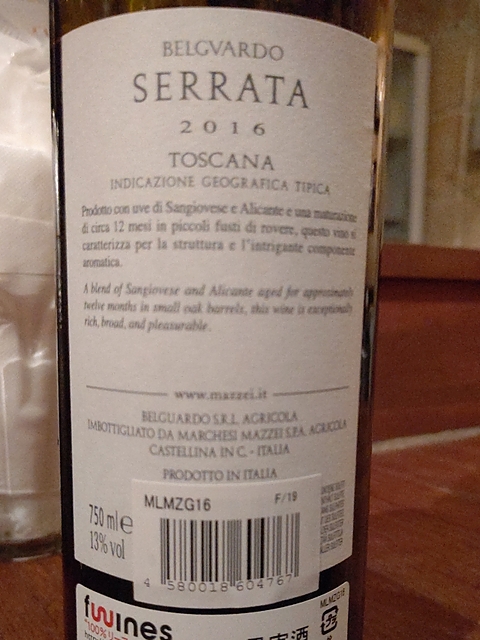 BELGVARDO
SERRATA
2016
TOSCANA
INDICAZIONE GEOGRAFICA TIPICA
Prodotto con uve di Sangiovese e Alicante e una maturazione
di circa 12 mesi in piccoli fusti di rovere, questo vino si
caratterizza per la struttura e l'intrigante componente
aromatica.
A blend of Sangiovese and Alicante aged for approximately
twelve months in small oak barrels, this wine is exceptionally
rich, broad, and pleasurable.
www.mazzei.it
BELGUARDO S.R.L. AGRICOLA
IMBOTTIGLIATO DA MARCHESI MAZZEI S.P.A. AGRICOLA
CASTELLINA IN C. - ITALIA
PRODOTTO IN ITALIA
MLMZG16 F/19
750 ml e
13% vol
4 580018 604767
MLMZG16
fwines
"100%